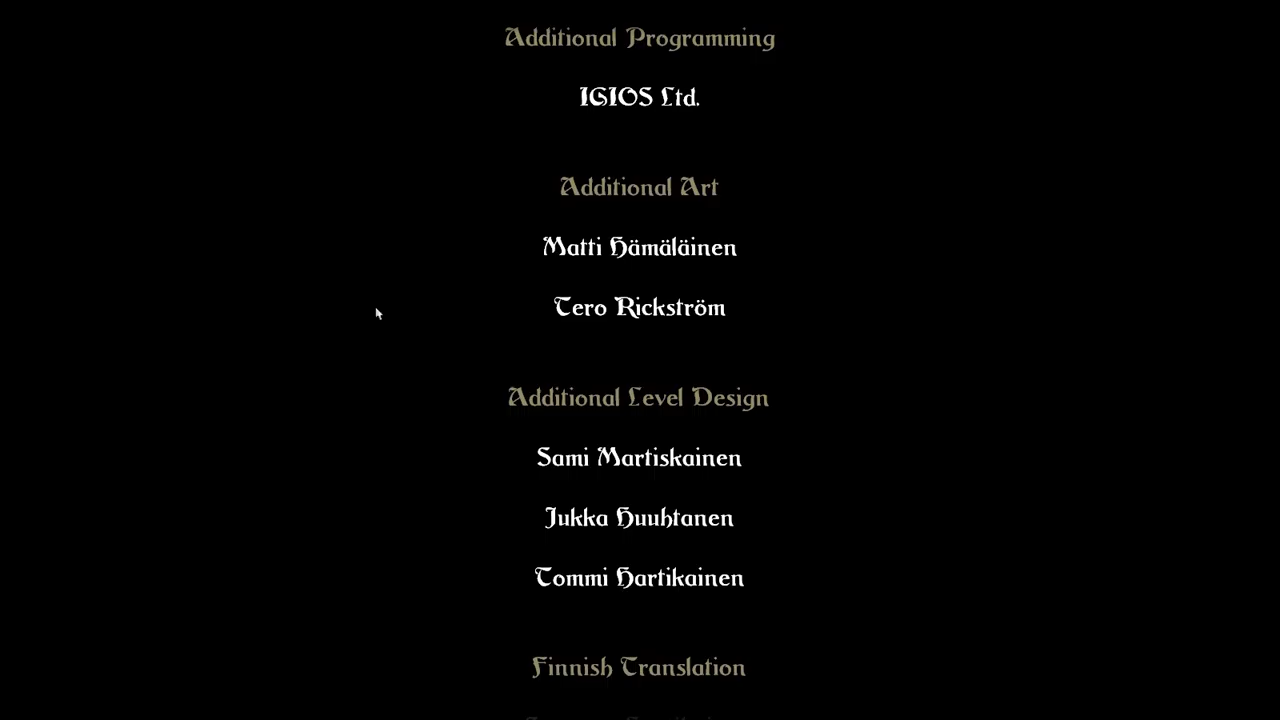 Additional Programming
IGIOS Ltd.
Additional Art
Matti Hämäläinen
Tero Rickström
Additional Level Design
Sami Martiskainen
Jukka Huuhtanen
Tommi Hartikainen
Finnish Translation